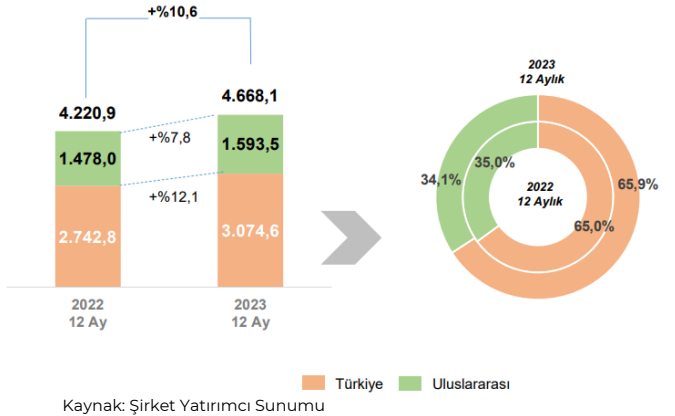 +%10,6
4.220,9
4.668,1
1.478,0
+%7,8
1.593,5
+%12,1
2.742,8
3.074,6
2022
12 Ay
2023
12 Ay
2023
12 Aylık
34,1%
35,0%
2022
12 Aylık
65,9%
65,0%
Türkiye
Uluslararası
Kaynak: Şirket Yatırımcı Sunumu